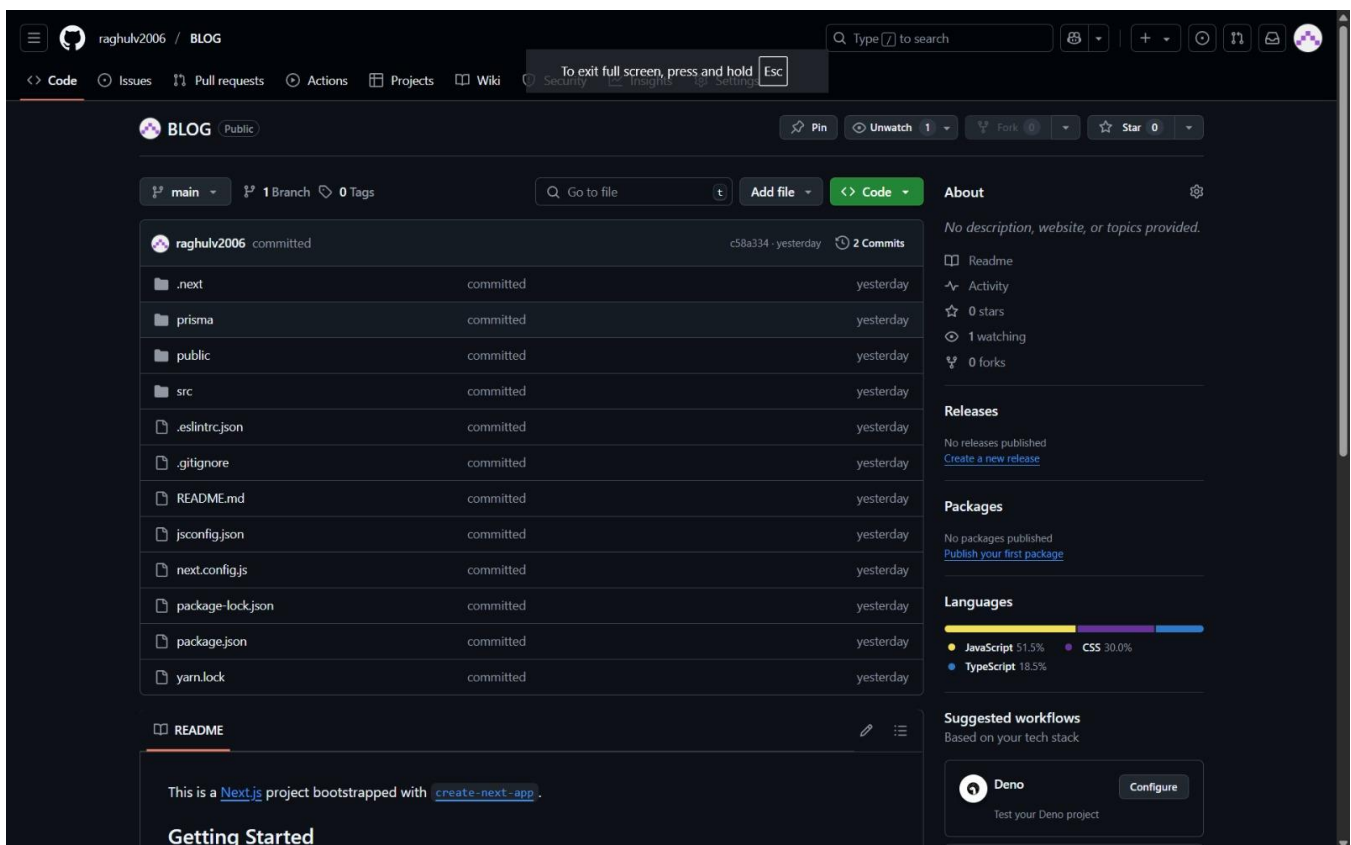 raghulv2006 / BLOG
Type / to search
To exit full screen, press and hold Esc
Code Issues Pull requests Actions Projects Wiki Security Insights Settings
BLOG Public
Pin Unwatch 1 Fork 0 Star 0
main 1 Branch 0 Tags
Go to file t Add file Code
raghulv2006 committed c58a334 · yesterday 2 Commits
.next committed yesterday
prisma committed yesterday
public committed yesterday
src committed yesterday
.eslintrc.json committed yesterday
.gitignore committed yesterday
README.md committed yesterday
jsconfig.json committed yesterday
next.config.js committed yesterday
package-lock.json committed yesterday
package.json committed yesterday
yarn.lock committed yesterday
README
This is a Next.js project bootstrapped with create-next-app.
Getting Started
About
No description, website, or topics provided.
Readme
Activity
0 stars
1 watching
0 forks
Releases
No releases published
Create a new release
Packages
No packages published
Publish your first package
Languages
JavaScript 51.5% CSS 30.0%
TypeScript 18.5%
Suggested workflows
Based on your tech stack
Deno Configure
Test your Deno project